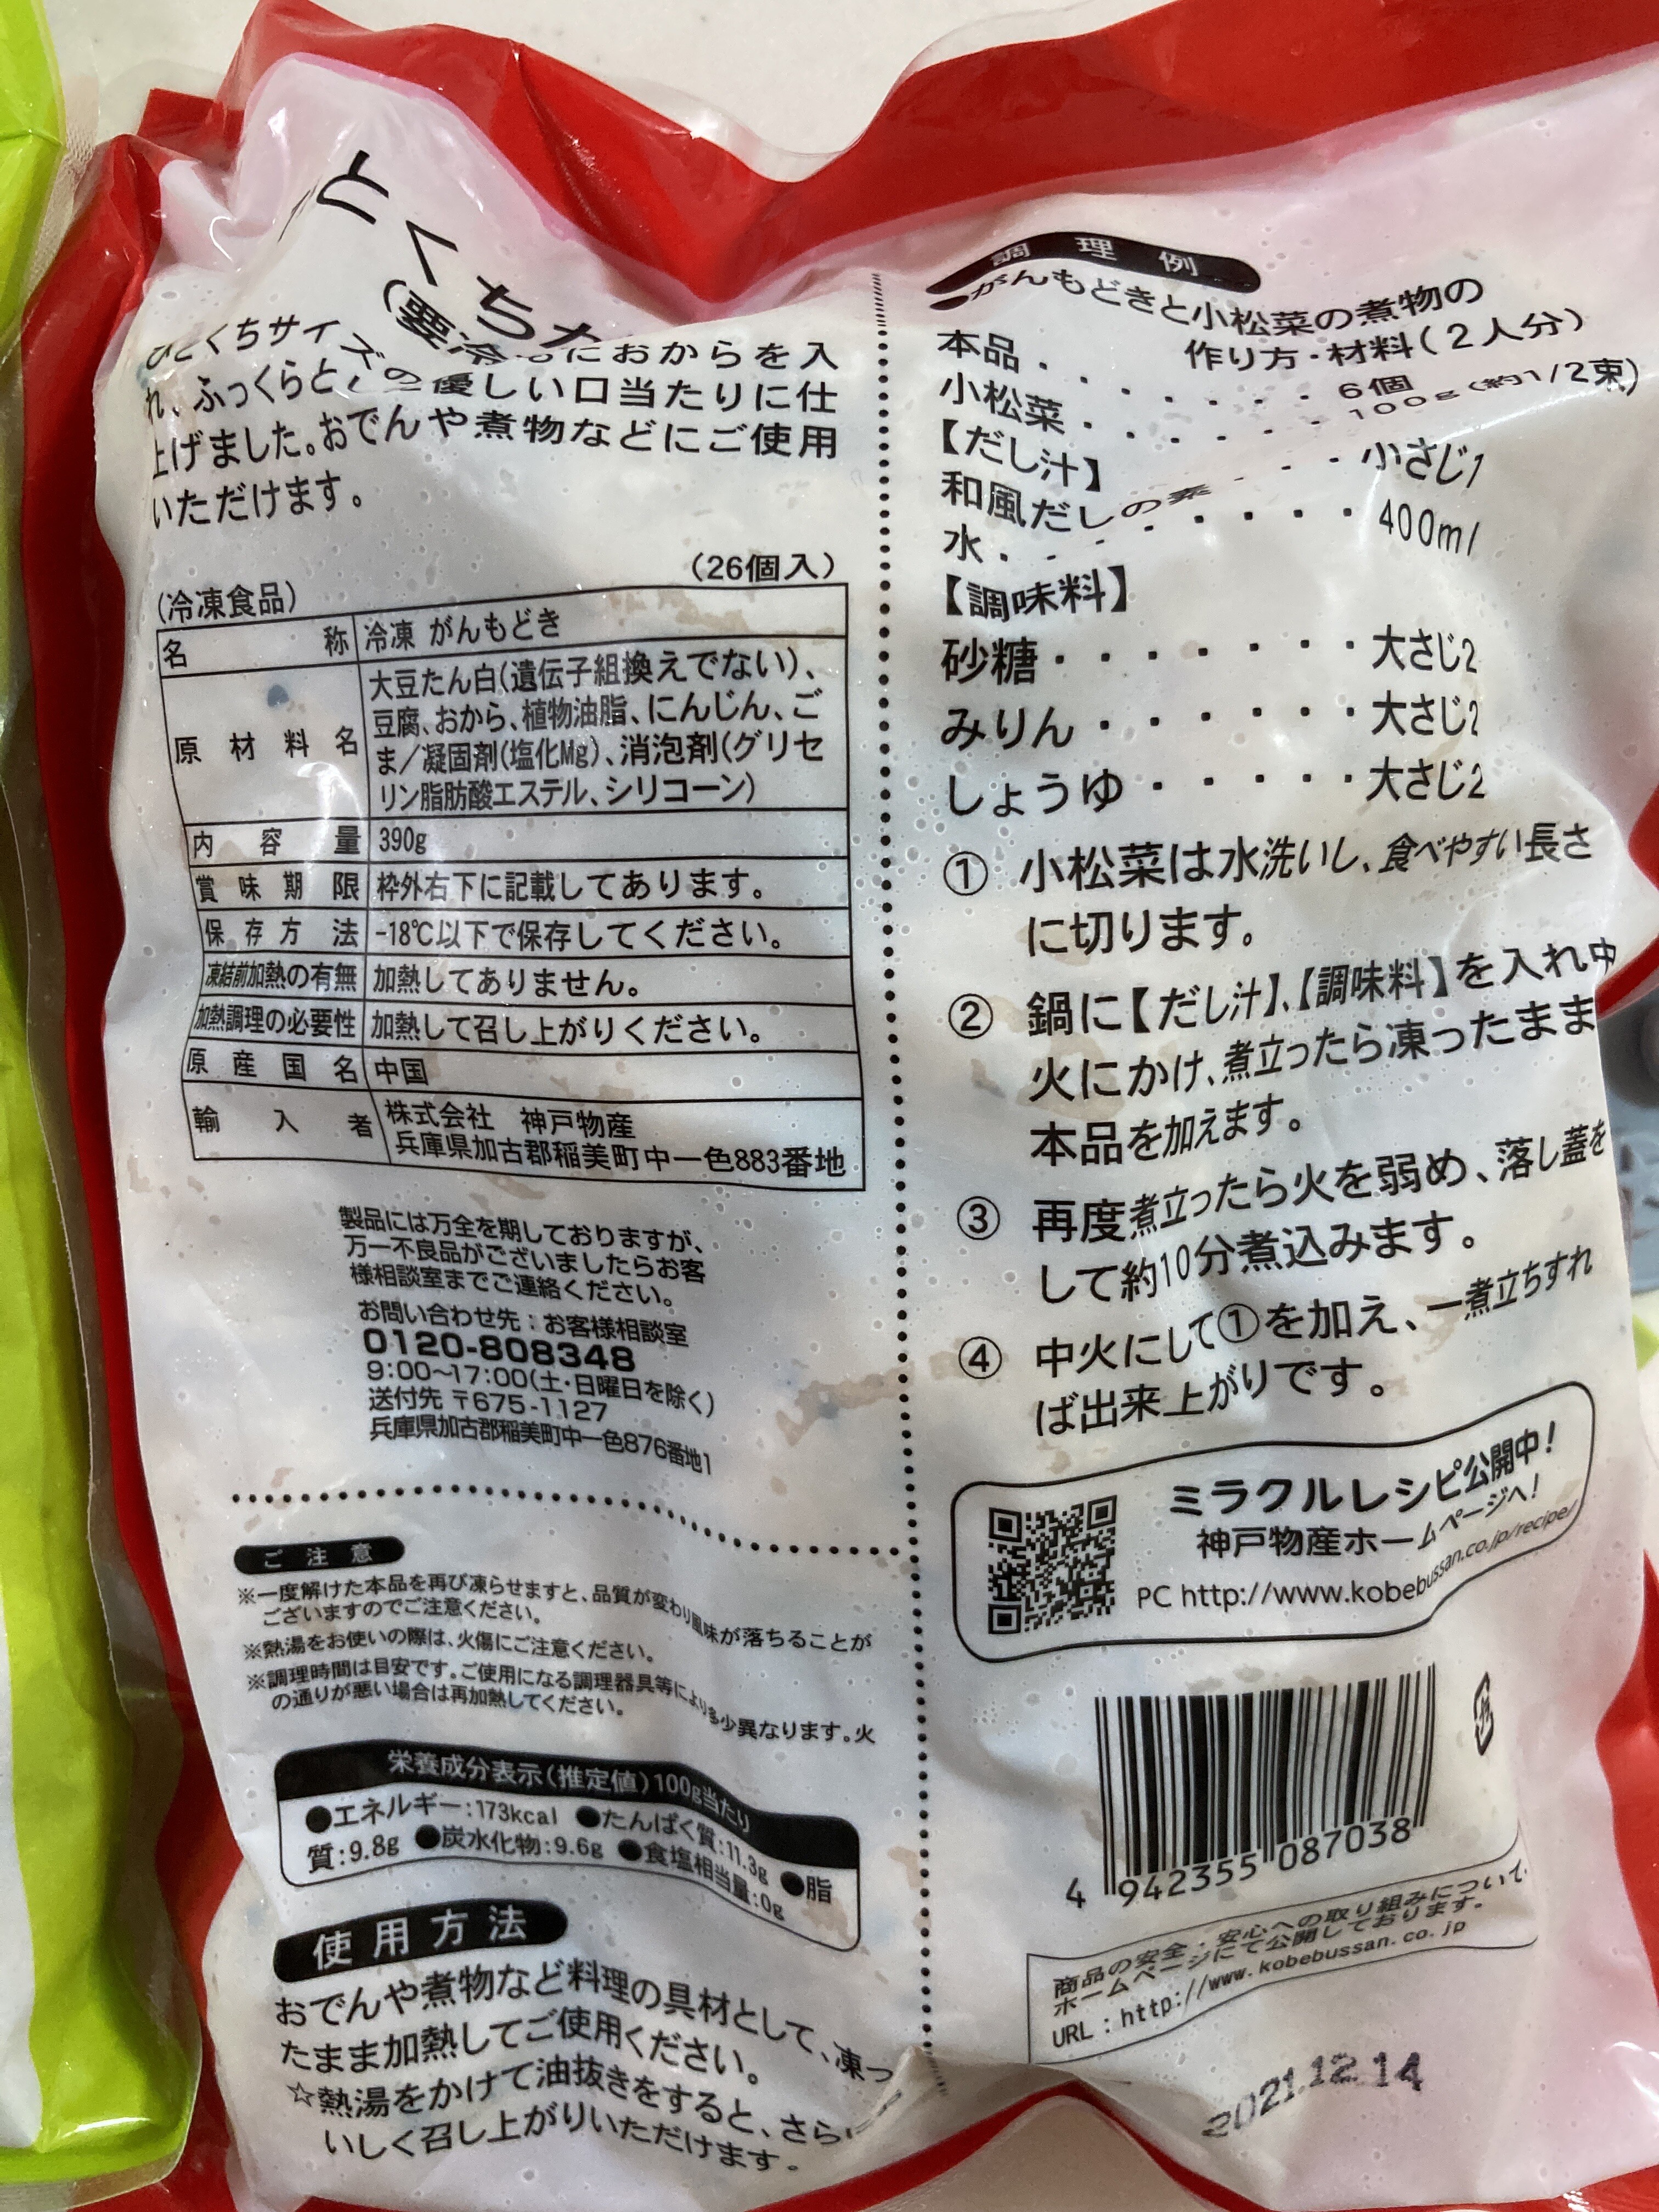 とくち
(要冷
ひとくちサイズの
におからを入
れ、ふっくらと
の優しい口当たりに仕
上げました。おでんや煮物などにご使用
いただけます。
(26個入)
(冷凍食品)
名称 冷凍 がんもどき
原材料名 大豆たん白(遺伝子組換えでない)、
豆腐、おから、植物油脂、にんじん、ご
ま/凝固剤(塩化Mg)、消泡剤(グリセ
リン脂肪酸エステル、シリコーン)
内容量 390g
賞味期限 枠外右下に記載してあります。
保存方法 -18℃以下で保存してください。
凍結前加熱の有無 加熱してありません。
加熱調理の必要性 加熱して召し上がりください。
原産国名 中国
輸入者 株式会社 神戸物産
兵庫県加古郡稲美町中一色883番地
製品には万全を期しておりますが、
万一不良品がございましたらお客
様相談室までご連絡ください。
お問い合わせ先：お客様相談室
0120-808348
9:00~17:00(土・日曜日を除く)
送付先 〒675-1127
兵庫県加古郡稲美町中一色876番地1
ご注意
※一度解けた本品を再び凍らせますと、品質が変わり風味が落ちることが
ございますのでご注意ください。
※熱湯をお使いの際は、火傷にご注意ください。
※調理時間は目安です。ご使用になる調理器具等により多少異なります。火
の通りが悪い場合は再加熱してください。
栄養成分表示(推定値)100g当たり
●エネルギー:173kcal ●たんぱく質:11.3g ●脂
質:9.8g ●炭水化物:9.6g ●食塩相当量:0g
使用方法
おでんや煮物など料理の具材として、凍っ
たまま加熱してご使用ください。
☆熱湯をかけて油抜きをすると、さら
いしく召し上がりいただけます。
調理例
●がんもどきと小松菜の煮物の
作り方・材料(2人分)
本品・・・・・・・6個
小松菜・・・・・・100g(約1/2束)
【だし汁】
和風だしの素・・・小さじ1
水・・・・・・・・400ml
【調味料】
砂糖・・・・・・・大さじ2
みりん・・・・・・大さじ2
しょうゆ・・・・・大さじ2
① 小松菜は水洗いし、食べやすい長さ
に切ります。
② 鍋に【だし汁】、【調味料】を入れ中
火にかけ、煮立ったら凍ったまま
本品を加えます。
③ 再度煮立ったら火を弱め、落し蓋を
して約10分煮込みます。
④ 中火にして①を加え、一煮立ちすれ
ば出来上がりです。
ミラクルレシピ公開中!
神戸物産ホームページへ!
PC http://www.kobebussan.co.jp/recipe/
4 942355 087038
商品の安全・安心への取り組みについて、
ホームページにて公開しております。
URL：http://www.kobebussan.co.jp
2021.12.14